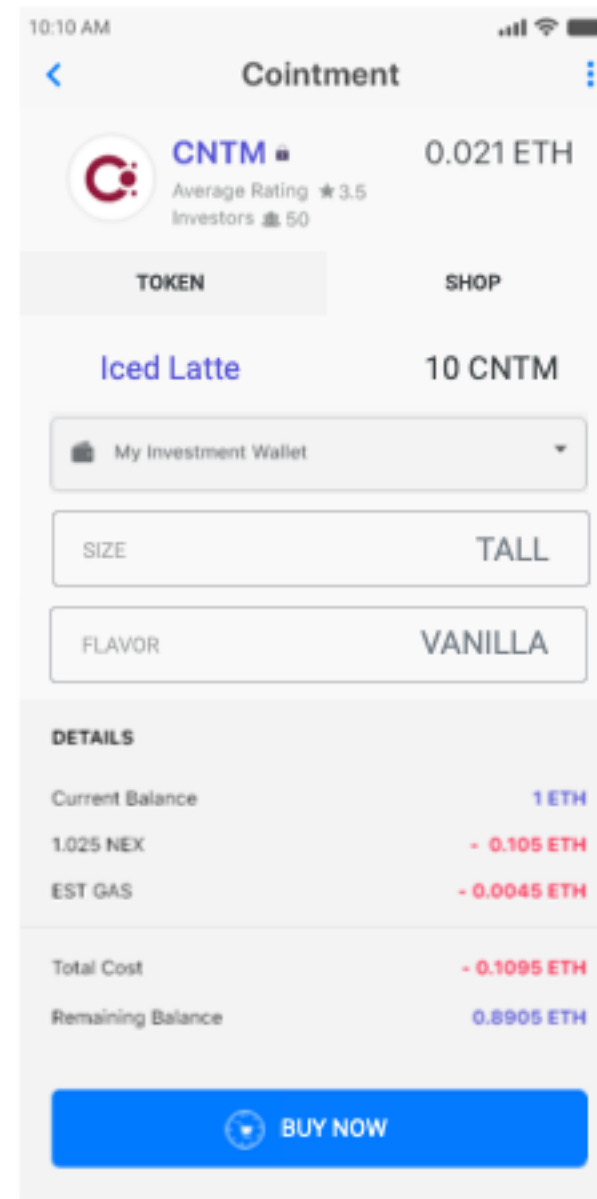 10:10 AM
Cointment
CNTM 0.021 ETH
Average Rating ★ 3.5
Investors 50
TOKEN SHOP
Iced Latte 10 CNTM
My Investment Wallet
SIZE TALL
FLAVOR VANILLA
DETAILS
Current Balance 1 ETH
1.025 NEX - 0.105 ETH
EST GAS - 0.0045 ETH
Total Cost - 0.1095 ETH
Remaining Balance 0.8905 ETH
BUY NOW